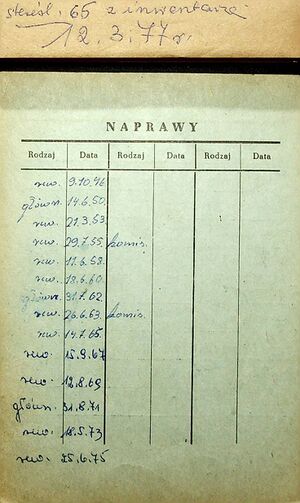 skreśl. 65 z inwentarza
12.3.77 r.
NAPRAWY
Rodzaj Data Rodzaj Data Rodzaj Data
rew. 9.10.46
główn. 14.6.50.
rew. 21.3.53.
rew. 29.7.55. komis.
rew. 11.6.58.
rew. 18.6.60.
główn. 31.7.62.
rew. 26.6.63. komis.
rew. 14.7.65.
rew. 15.9.67
rew. 12.8.69
główn. 31.8.71
rew. 18.5.73
rew. 25.6.75